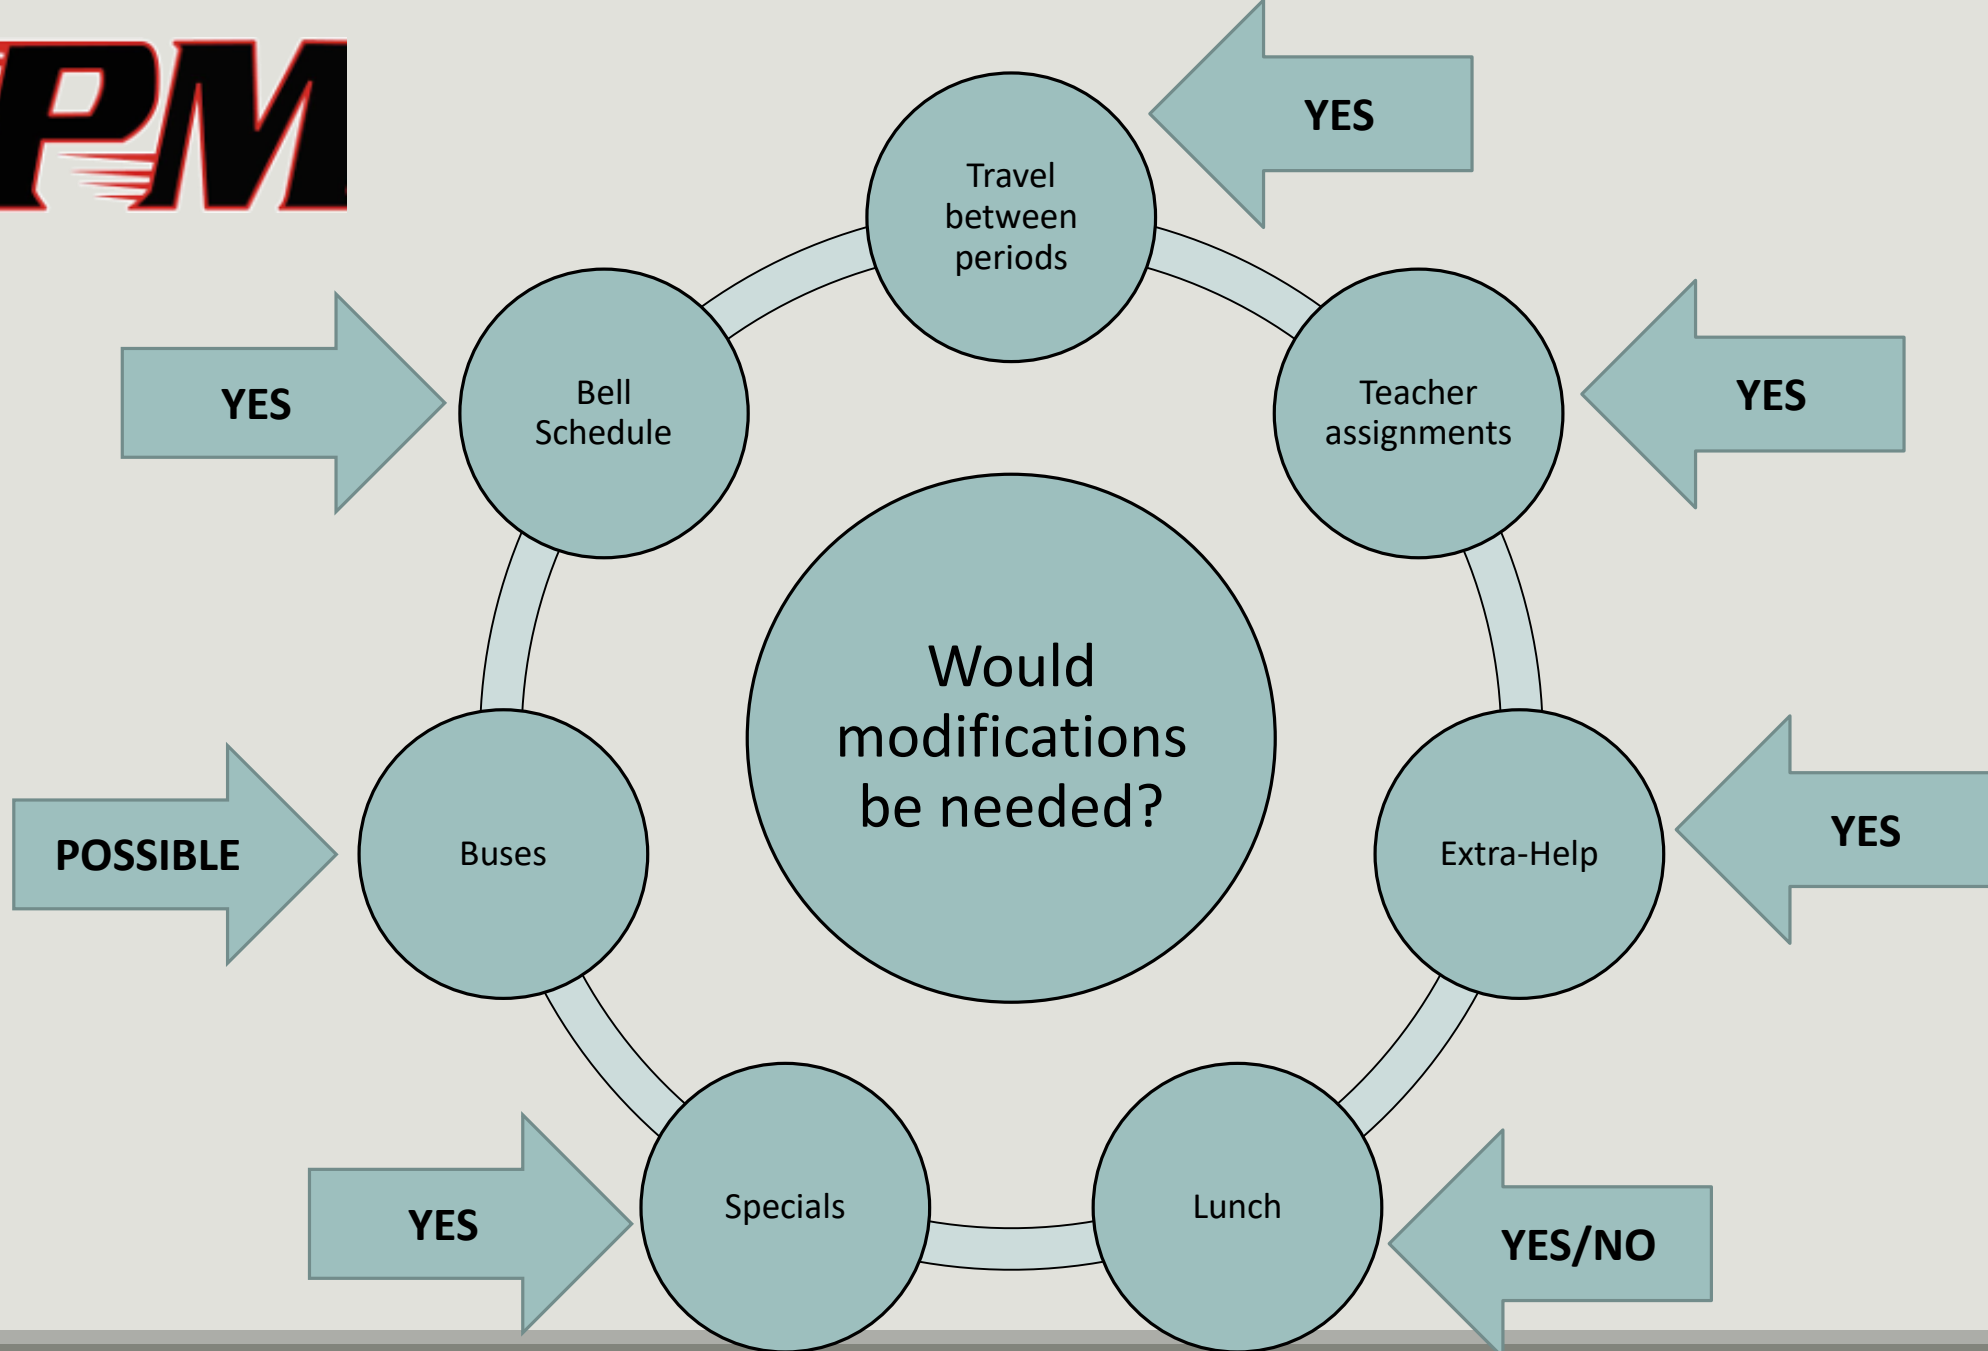 PM
YES
Travel
between
periods
YES
Bell
Schedule
Teacher
assignments
YES
Would
modifications
be needed?
POSSIBLE
Buses
Extra-Help
YES
YES
Specials
Lunch
YES/NO